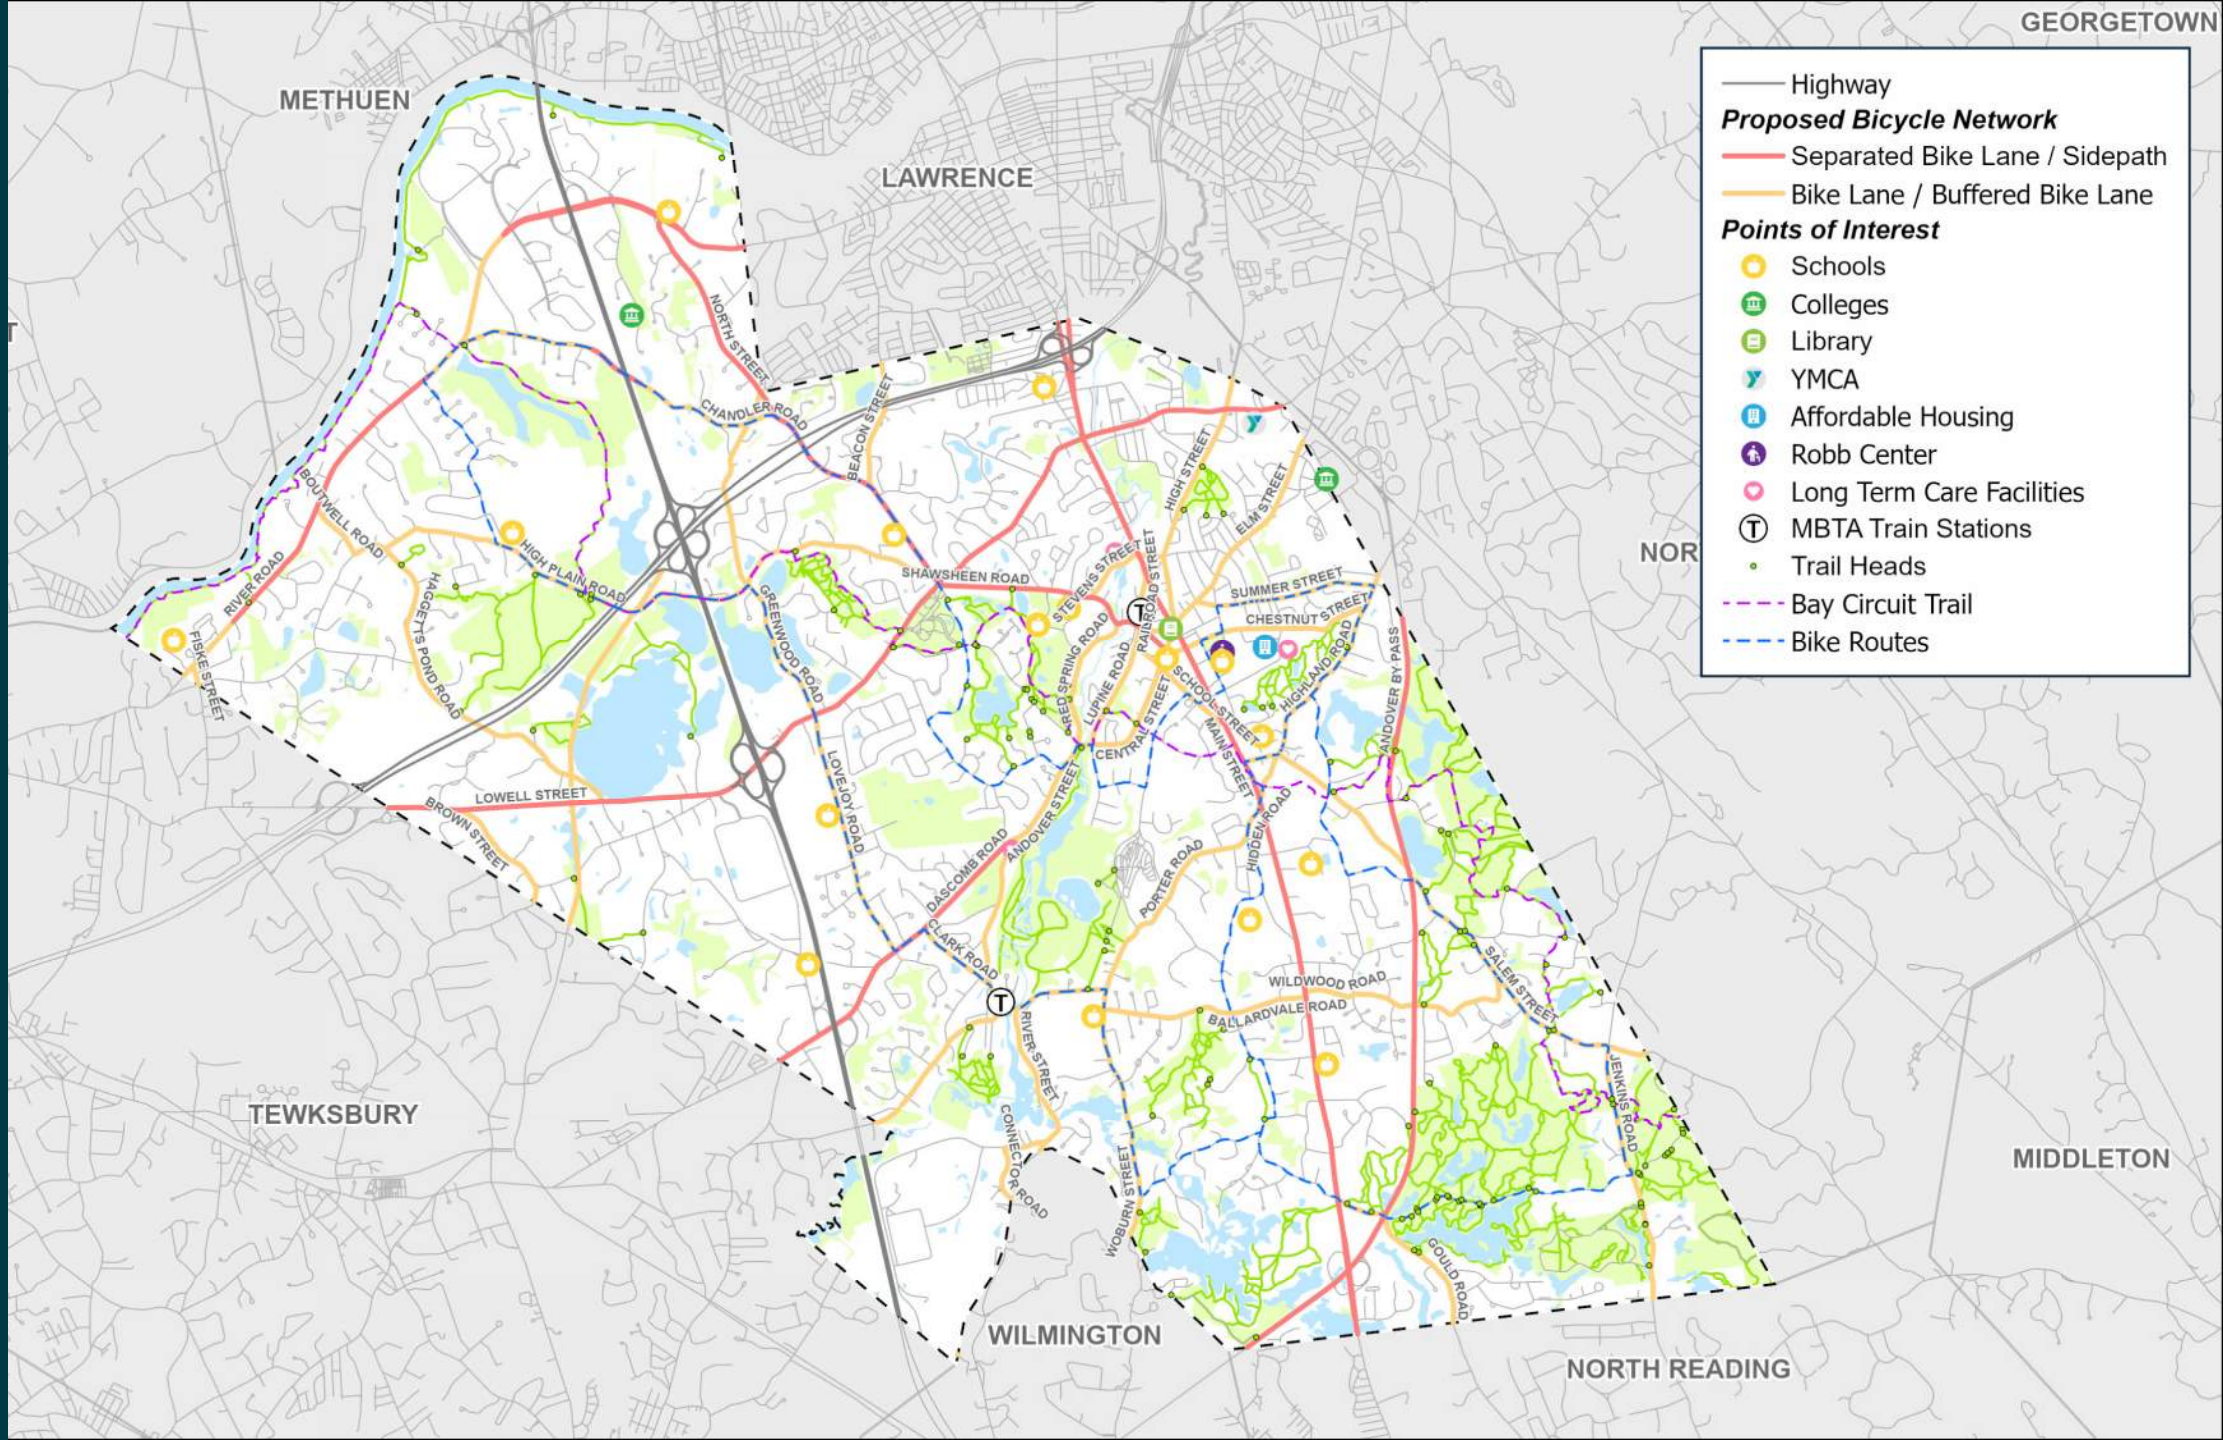 GEORGETOWN
METHUEN
LAWRENCE
T
NOR
TEWKSBURY
MIDDLETON
WILMINGTON
NORTH READING
Highway
Proposed Bicycle Network
Separated Bike Lane / Sidepath
Bike Lane / Buffered Bike Lane
Points of Interest
Schools
Colleges
Library
YMCA
Affordable Housing
Robb Center
Long Term Care Facilities
T MBTA Train Stations
Trail Heads
Bay Circuit Trail
Bike Routes
NORTH STREET
CHANDLER ROAD
BEACON STREET
HIGH STREET
ELM STREET
BOUTWELL ROAD
RIVER ROAD
HIGH PLAIN ROAD
HAGGETTS POND ROAD
FISKE STREET
GREENWOOD ROAD
SHAWSHEEN ROAD
STEVENS STREET
RAILROAD STREET
SUMMER STREET
CHESTNUT STREET
T
RED SPRING ROAD
LUPINE ROAD
CENTRAL STREET
SCHOOL STREET
MAIN STREET
HIGHLAND ROAD
ANDOVER BY PASS
LOWELL STREET
BROWN STREET
LOVEJOY ROAD
ANDOVER STREET
DASCOMB ROAD
CLARK ROAD
HIDDEN ROAD
PORTER ROAD
WILDWOOD ROAD
BALLARDVALE ROAD
SALEM STREET
T
RIVER STREET
CONNECTOR ROAD
WOBURN STREET
JENKINS ROAD
GOULD ROAD